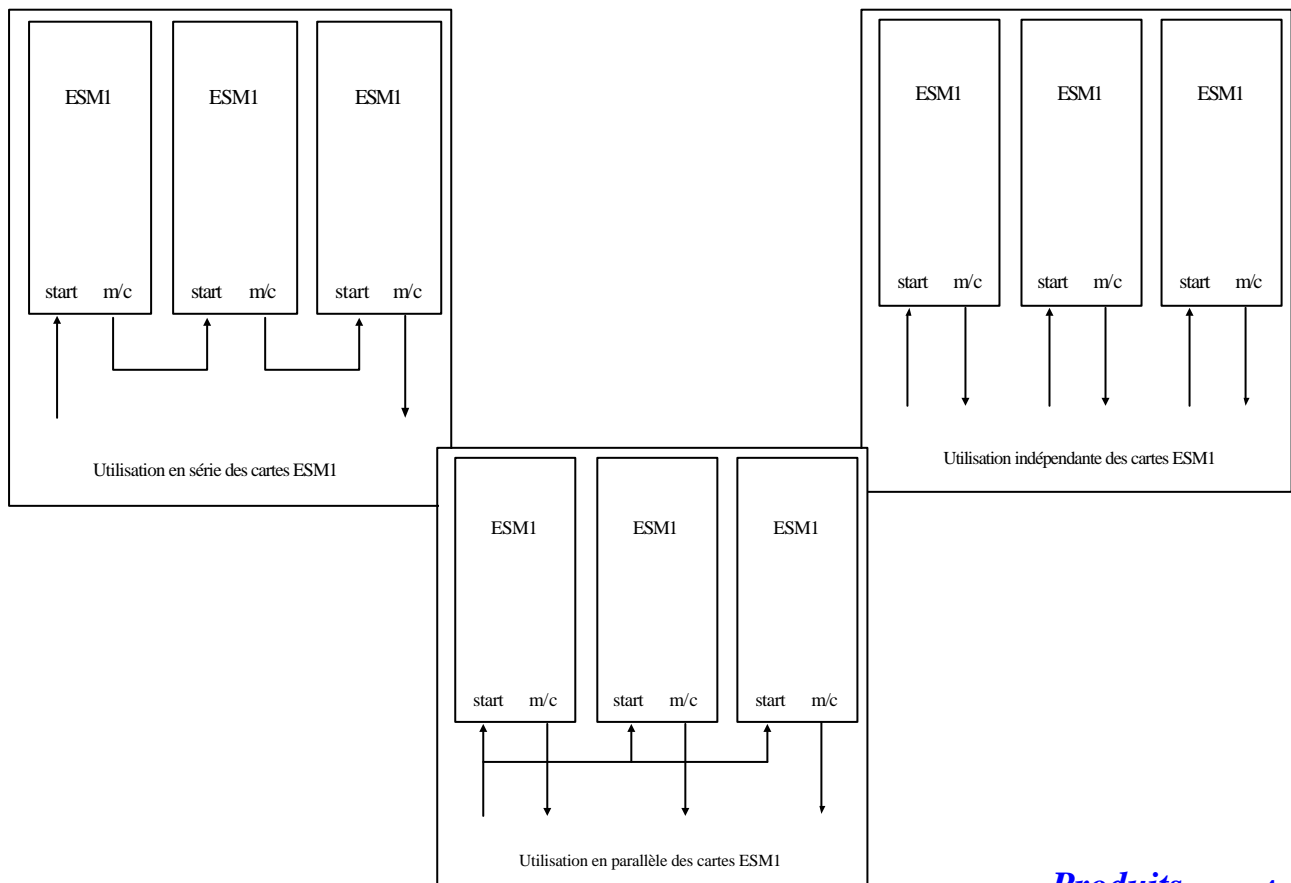 ESM1 ESM1 ESM1
start m/c start m/c start m/c
Utilisation en série des cartes ESM1
ESM1 ESM1 ESM1
start m/c start m/c start m/c
Utilisation indépendante des cartes ESM1
ESM1 ESM1 ESM1
start m/c start m/c start m/c
Utilisation en parallèle des cartes ESM1
Produits